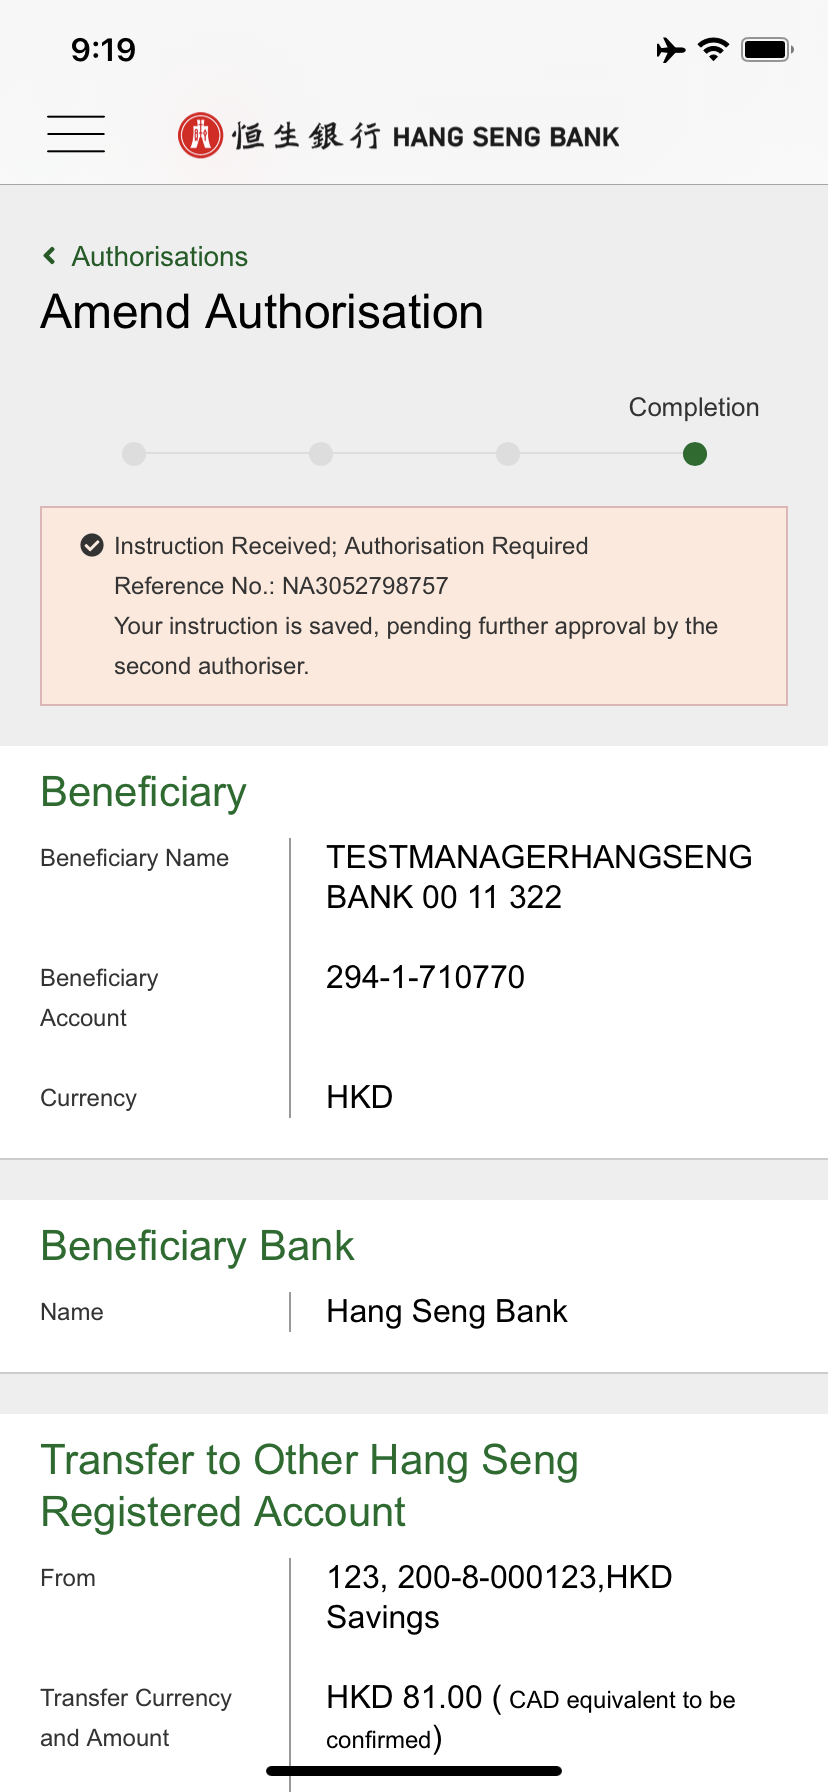 9:19
恒生銀行 HANG SENG BANK
Authorisations
Amend Authorisation
Completion
Instruction Received; Authorisation Required
Reference No.: NA3052798757
Your instruction is saved, pending further approval by the
second authoriser.
Beneficiary
Beneficiary Name
TESTMANAGERHANGSENG
BANK 00 11 322
Beneficiary
Account
294-1-710770
Currency
HKD
Beneficiary Bank
Name
Hang Seng Bank
Transfer to Other Hang Seng
Registered Account
From
123, 200-8-000123,HKD
Savings
Transfer Currency
and Amount
HKD 81.00 ( CAD equivalent to be
confirmed)